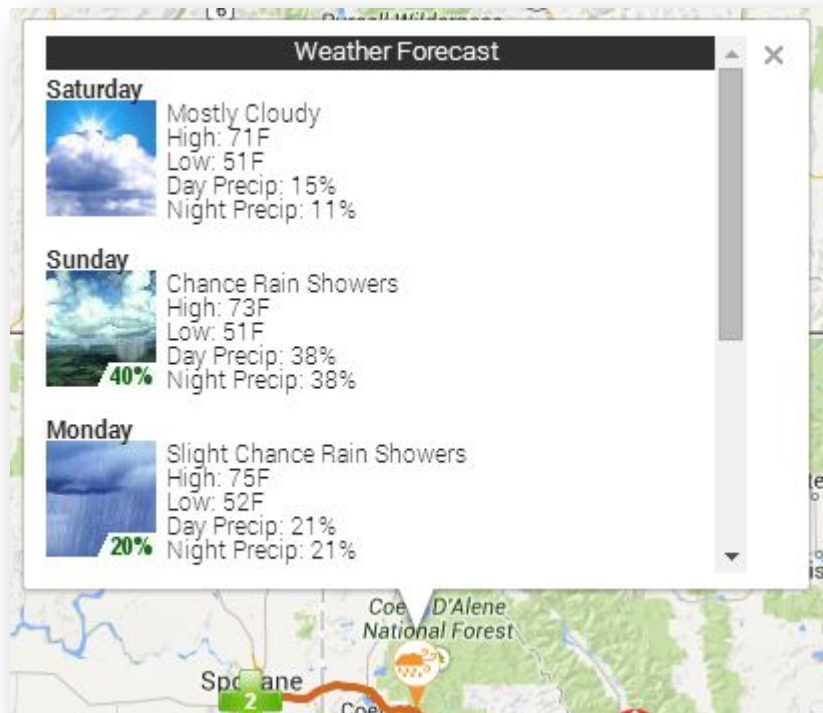 Weather Forecast
Saturday
Mostly Cloudy
High: 71F
Low: 51F
Day Precip: 15%
Night Precip: 11%
Sunday
Chance Rain Showers
High: 73F
Low: 51F
Day Precip: 38%
40%
Night Precip: 38%
Monday
Slight Chance Rain Showers
High: 75F
Low: 52F
Day Precip: 21%
20%
Night Precip: 21%
D'Alene
National Forest
2